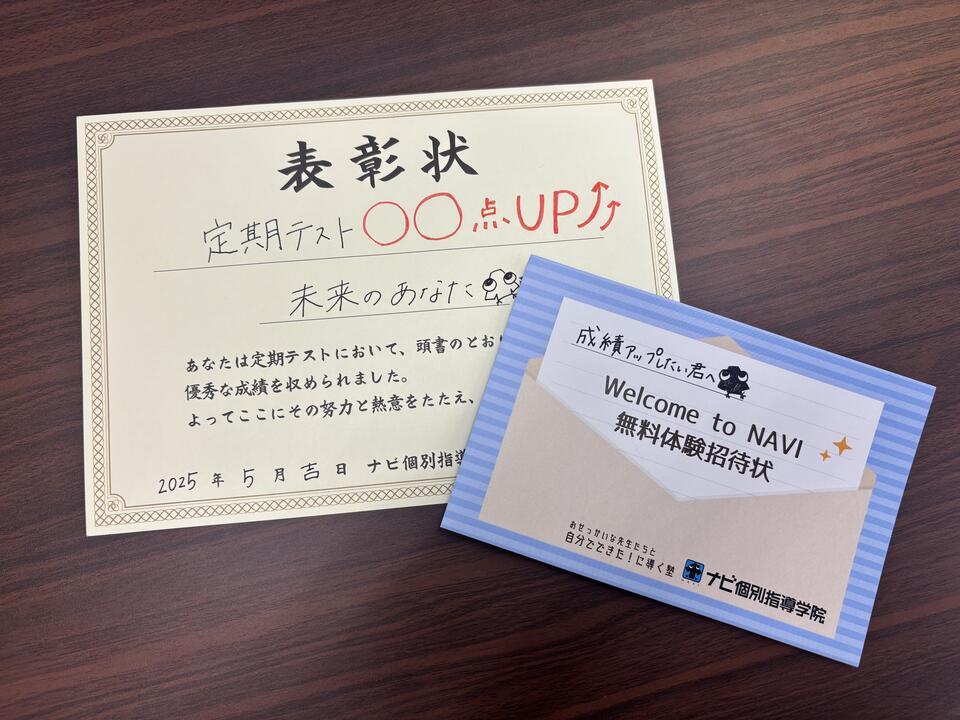 表彰状
定期テスト〇〇点UP
未来のあなた
あなたは定期テストにおいて、頭書のとお
優秀な成績を収められました。
よってここにその努力と熱意をたたえ、
2025 年 5 月 吉 日 ナビ個別指
成績アップしたい君へ
Welcome to NAVI
無料体験招待状
おせっかいな先生たちと
自分でできた!に導く塾
ナビ個別指導学院